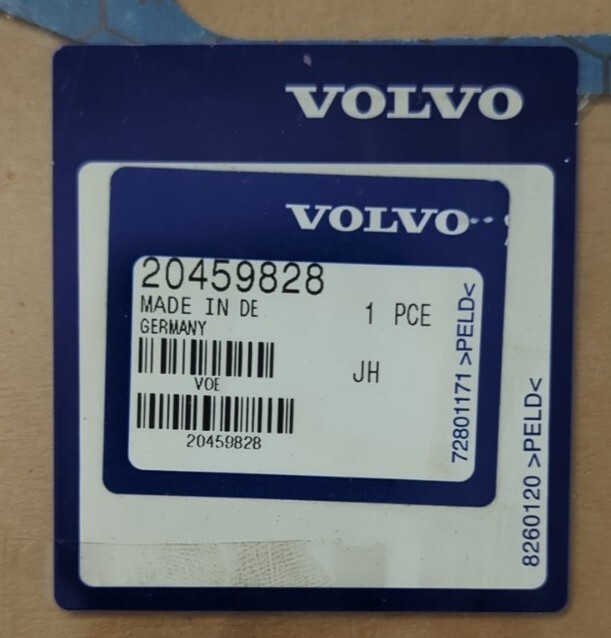 VOLVO
VOLVO
20459828
MADE IN DE
GERMANY
1 PCE
VOE
JH
20459828
72801171 >PELD<
8260120 >PELD<